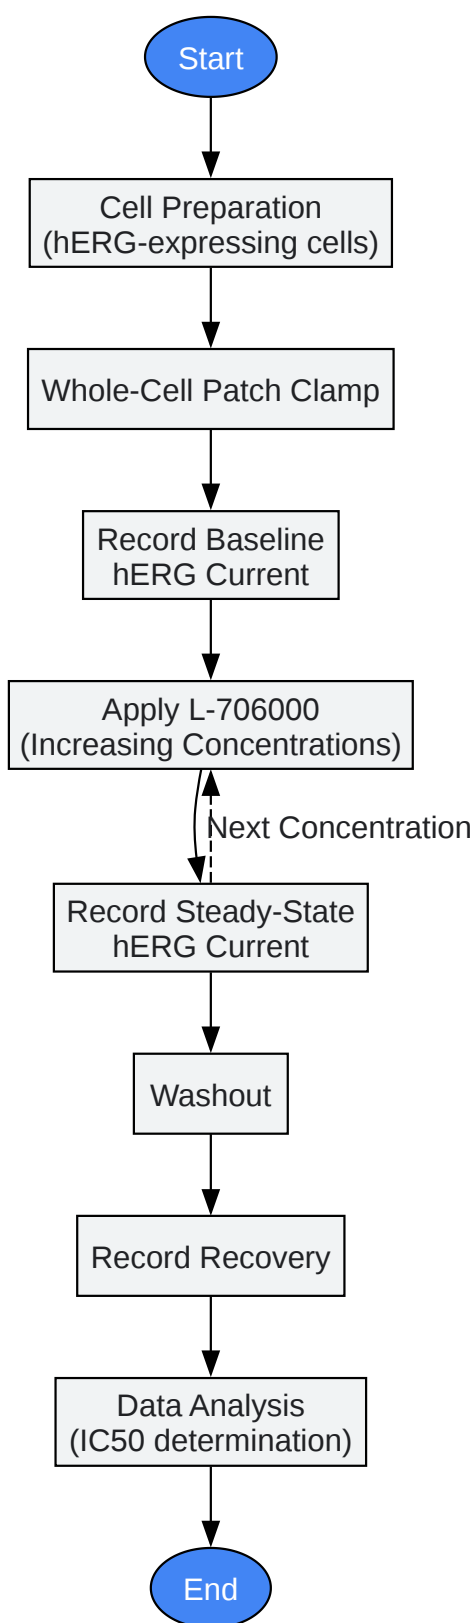 Start
Cell Preparation
(hERG-expressing cells)
Whole-Cell Patch Clamp
Record Baseline
hERG Current
Apply L-706000
(Increasing Concentrations)
Next Concentration
Record Steady-State
hERG Current
Washout
Record Recovery
Data Analysis
(IC50 determination)
End